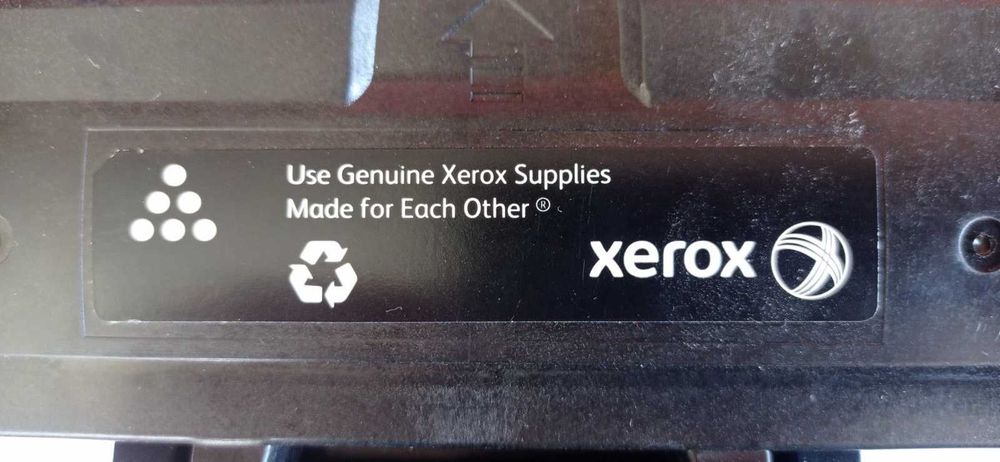 Use Genuine Xerox Supplies
Made for Each Other ®
xerox